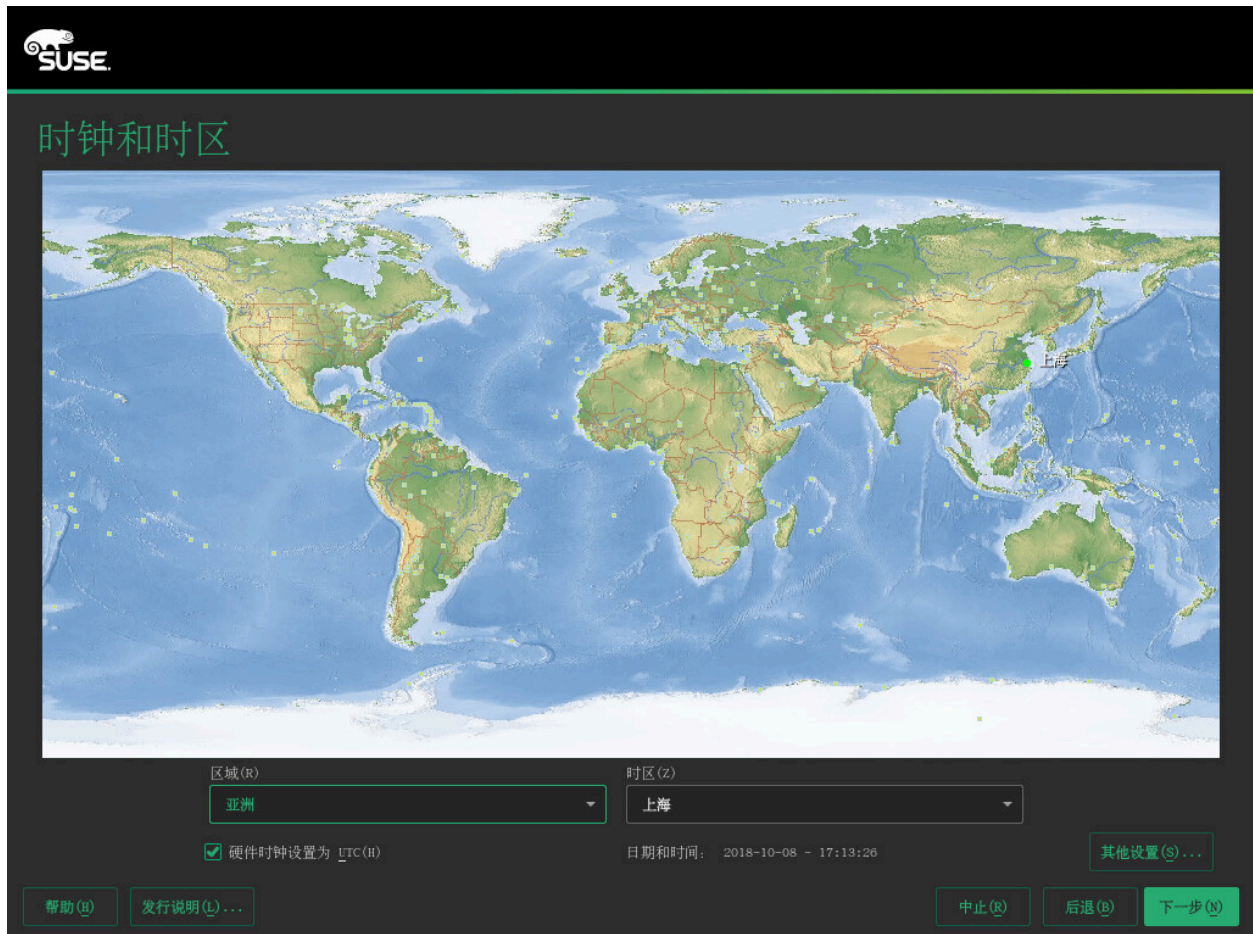 SUSE.
时钟和时区
上海
区域(R)
时区(Z)
亚洲
上海
硬件时钟设置为 UTC(H)
日期和时间: 2018-10-08 - 17:13:26
其他设置(S)...
帮助(H)
发行说明(L)...
中止(R)
后退(B)
下一步(N)